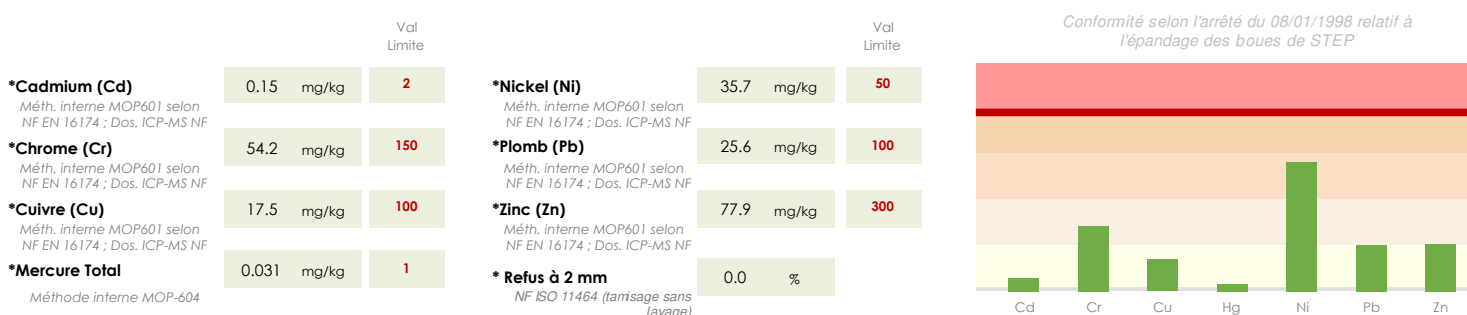 Val
Limite
*Cadmium (Cd) 0.15 mg/kg 2
Méth. interne MOP601 selon
NF EN 16174 ; Dos. ICP-MS NF
*Chrome (Cr) 54.2 mg/kg 150
Méth. interne MOP601 selon
NF EN 16174 ; Dos. ICP-MS NF
*Cuivre (Cu) 17.5 mg/kg 100
Méth. interne MOP601 selon
NF EN 16174 ; Dos. ICP-MS NF
*Mercure Total 0.031 mg/kg 1
Méthode interne MOP-604
Val
Limite
*Nickel (Ni) 35.7 mg/kg 50
Méth. interne MOP601 selon
NF EN 16174 ; Dos. ICP-MS NF
*Plomb (Pb) 25.6 mg/kg 100
Méth. interne MOP601 selon
NF EN 16174 ; Dos. ICP-MS NF
*Zinc (Zn) 77.9 mg/kg 300
Méth. interne MOP601 selon
NF EN 16174 ; Dos. ICP-MS NF
* Refus à 2 mm 0.0 %
NF ISO 11464 (tamisage sans
lavage)
Conformité selon l'arrêté du 08/01/1998 relatif à
l'épandage des boues de STEP
Cd Cr Cu Hg Ni Pb Zn